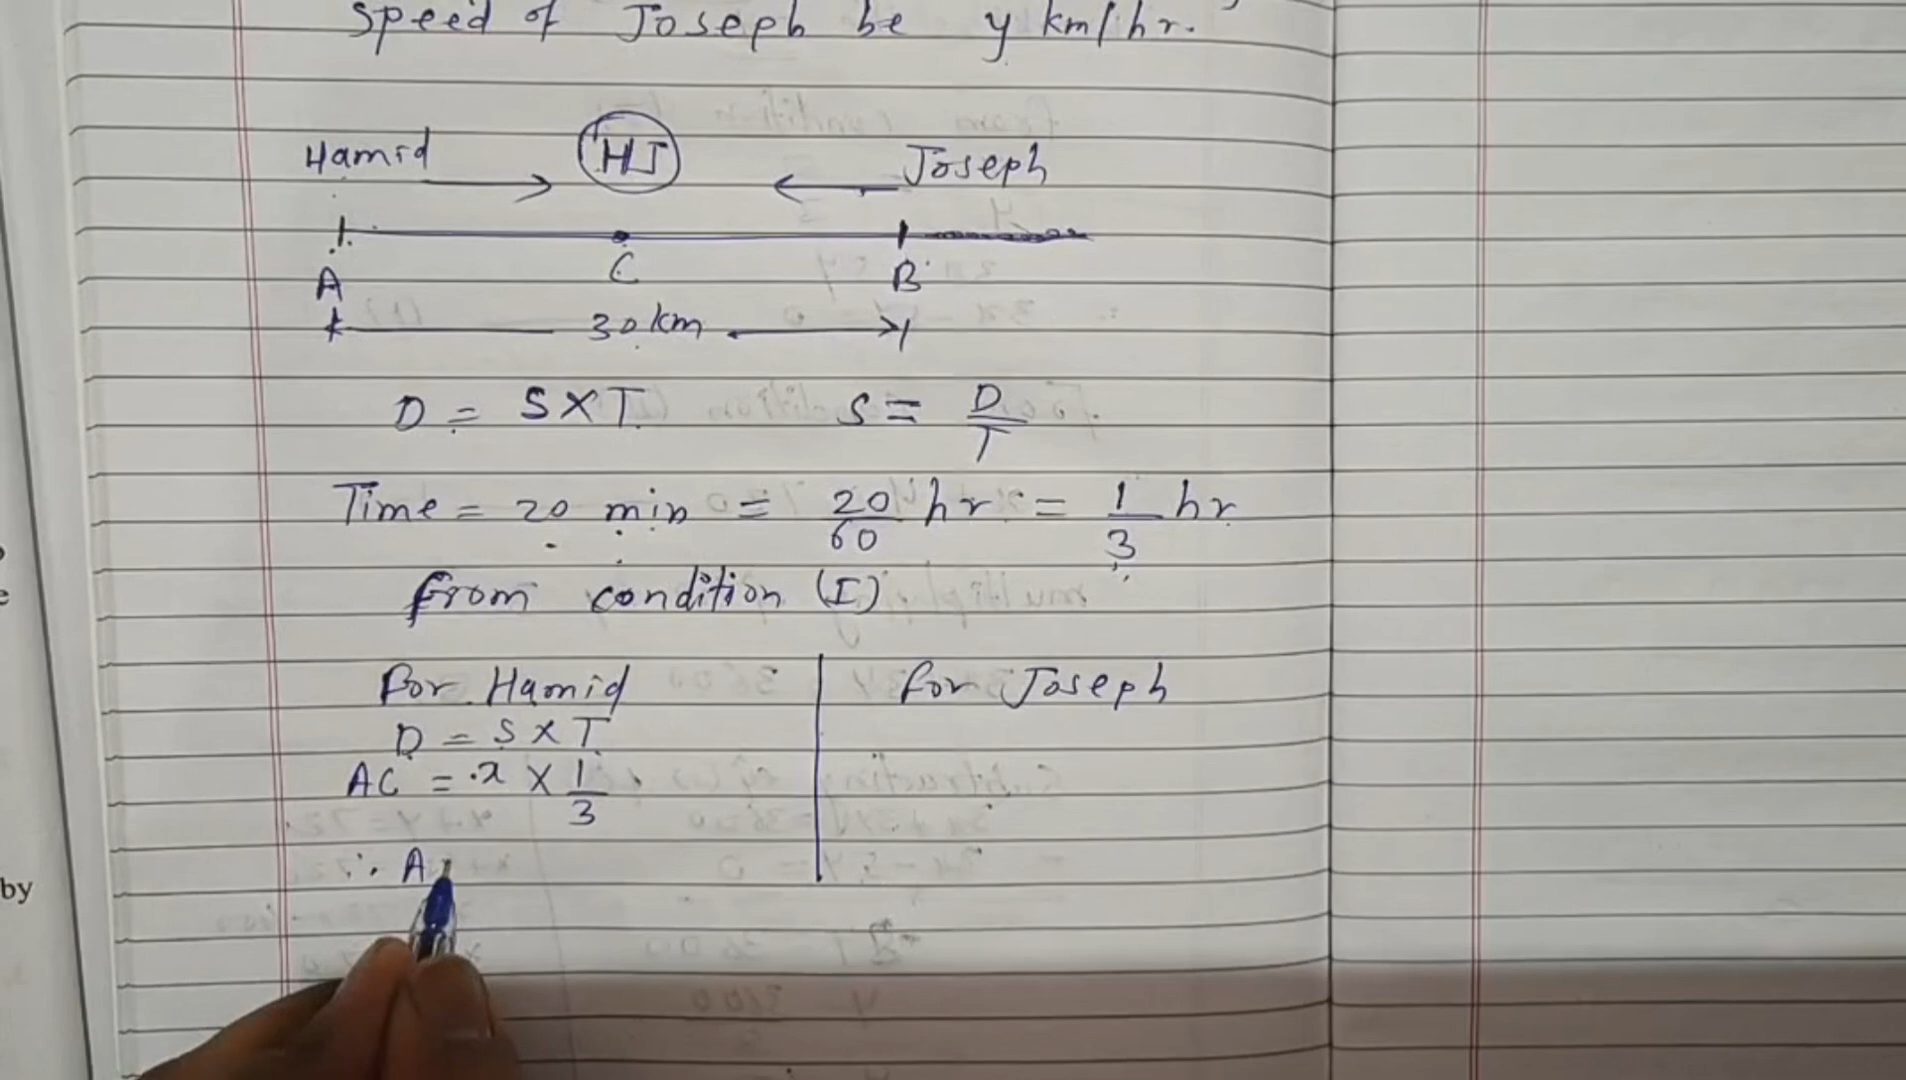 Speed of Joseph be y km/hr.
Hamid HJ Joseph
A C B
30 km
D = S X T S = D/T
Time = 20 min = 20/60 hr = 1/3 hr
from condition (I)
For Hamid for Joseph
D = S X T
AC = x X 1/3
∴ A
by